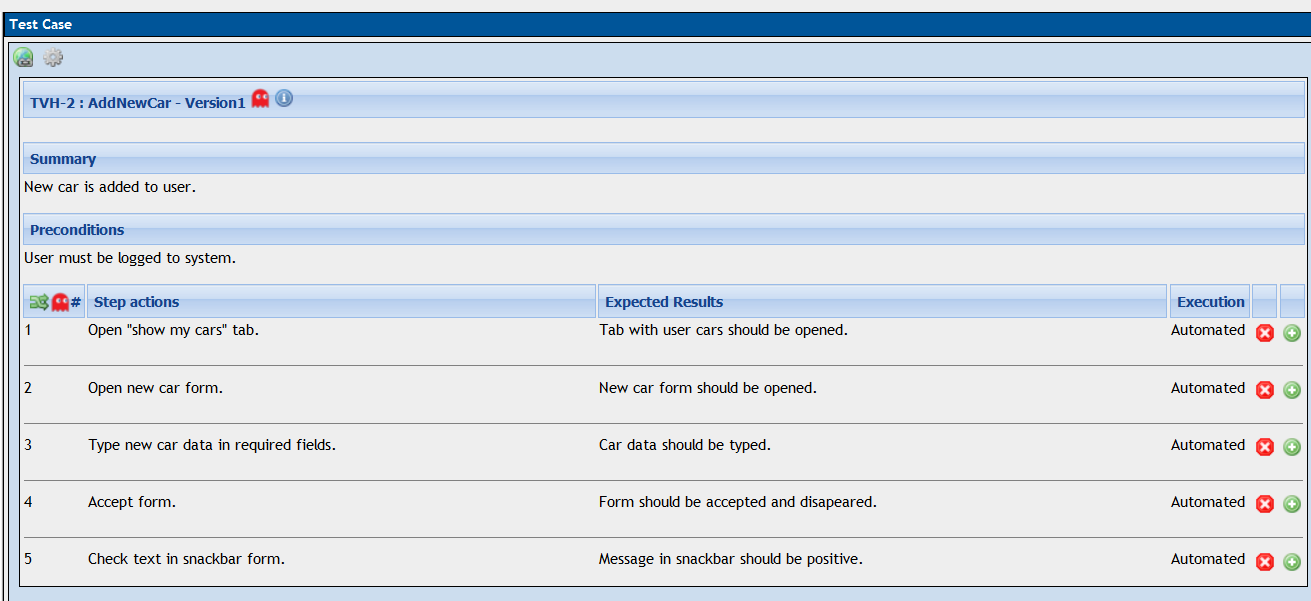 Test Case
TVH-2 : AddNewCar - Version1
Summary
New car is added to user.
Preconditions
User must be logged to system.
# Step actions Expected Results Execution
1 Open "show my cars" tab. Tab with user cars should be opened. Automated
2 Open new car form. New car form should be opened. Automated
3 Type new car data in required fields. Car data should be typed. Automated
4 Accept form. Form should be accepted and disapeared. Automated
5 Check text in snackbar form. Message in snackbar should be positive. Automated